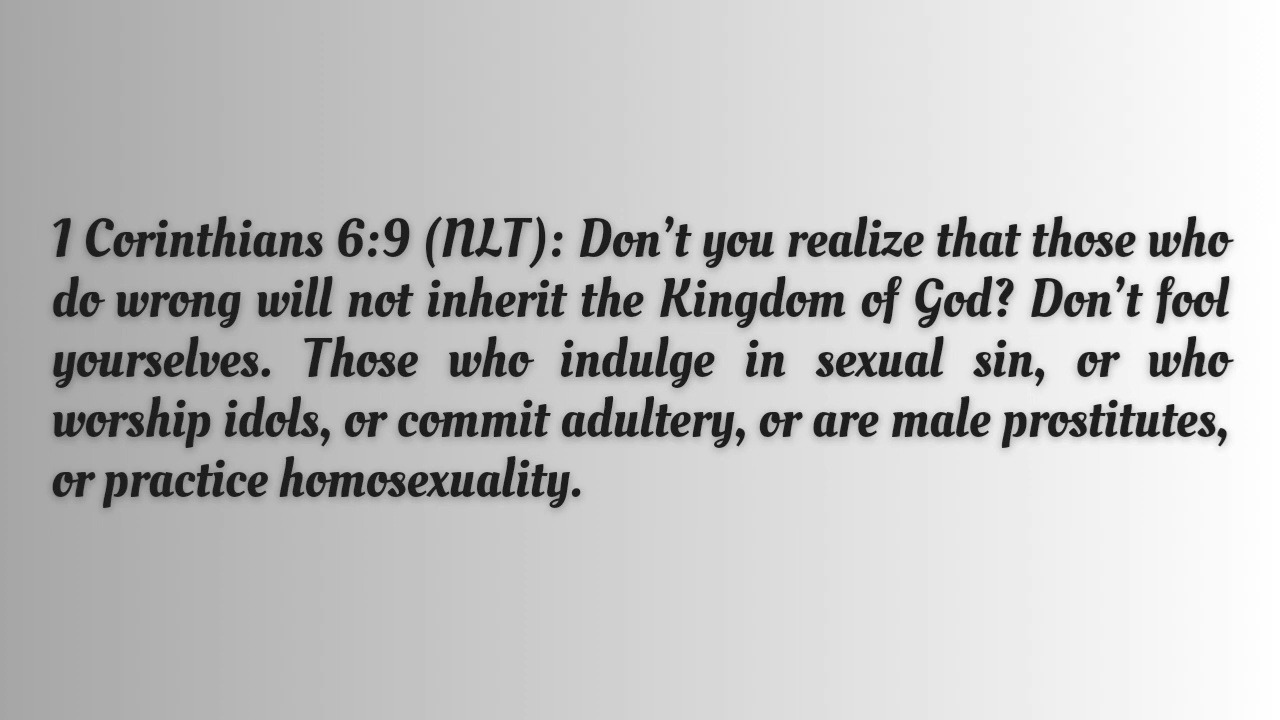 1 Corinthians 6:9 (NLT): Don’t you realize that those who
do wrong will not inherit the Kingdom of God? Don’t fool
yourselves. Those who indulge in sexual sin, or who
worship idols, or commit adultery, or are male prostitutes,
or practice homosexuality.